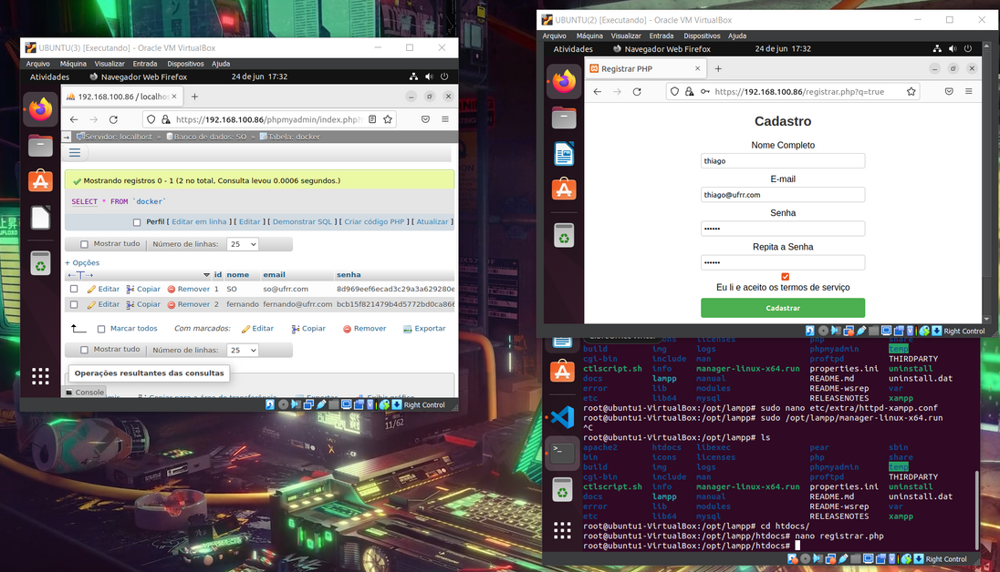 UBUNTU(3) [Executando] - Oracle VM VirtualBox
Arquivo Máquina Visualizar Entrada Dispositivos Ajuda
Atividades Navegador Web Firefox 24 de jun 17:32
192.168.100.86 / localho
https://192.168.100.86/phpmyadmin/index.php?
Servidor: localhost » Banco de dados: SO » Tabela: docker
Mostrando registros 0 - 1 (2 no total, Consulta levou 0.0006 segundos.)
SELECT * FROM `docker`
Perfil [ Editar em linha ] [ Editar ] [ Demonstrar SQL ] [ Criar código PHP ] [ Atualizar ]
Mostrar tudo Número de linhas: 25
+ Opções
id nome email senha
Editar Copiar Remover 1 SO so@ufrr.com 8d969eef6ecad3c29a3a629280e
Editar Copiar Remover 2 fernando fernando@ufrr.com bcb15f821479b4d5772bd0ca866
Marcar todos Com marcados: Editar Copiar Remover Exportar
Mostrar tudo Número de linhas: 25
Operações resultantes das consultas
Console
Right Control
UBUNTU(2) [Executando] - Oracle VM VirtualBox
Arquivo Máquina Visualizar Entrada Dispositivos Ajuda
Atividades Navegador Web Firefox 24 de jun 17:32
Registrar PHP
https://192.168.100.86/registrar.php?q=true
Cadastro
Nome Completo
thiago
E-mail
thiago@ufrr.com
Senha
••••••
Repita a Senha
••••••
Eu li e aceito os termos de serviço
Cadastrar
Right Control
build img logs phpmyadmin temp
cgi-bin include man proftpd THIRDPARTY
ctlscript.sh info manager-linux-x64.run properties.ini uninstall
docs lampp manual README.md uninstall.dat
error lib modules README-wsrep var
etc lib64 mysql RELEASENOTES xampp
root@ubuntu1-VirtualBox:/opt/lampp# sudo nano etc/extra/httpd-xampp.conf
root@ubuntu1-VirtualBox:/opt/lampp# sudo /opt/lampp/manager-linux-x64.run
^C
root@ubuntu1-VirtualBox:/opt/lampp# ls
apache2 htdocs libexec pear sbin
bin icons licenses php share
build img logs phpmyadmin temp
cgi-bin include man proftpd THIRDPARTY
ctlscript.sh info manager-linux-x64.run properties.ini uninstall
docs lampp manual README.md uninstall.dat
error lib modules README-wsrep var
etc lib64 mysql RELEASENOTES xampp
root@ubuntu1-VirtualBox:/opt/lampp# cd htdocs/
root@ubuntu1-VirtualBox:/opt/lampp/htdocs# nano registrar.php
root@ubuntu1-VirtualBox:/opt/lampp/htdocs#
Right Control